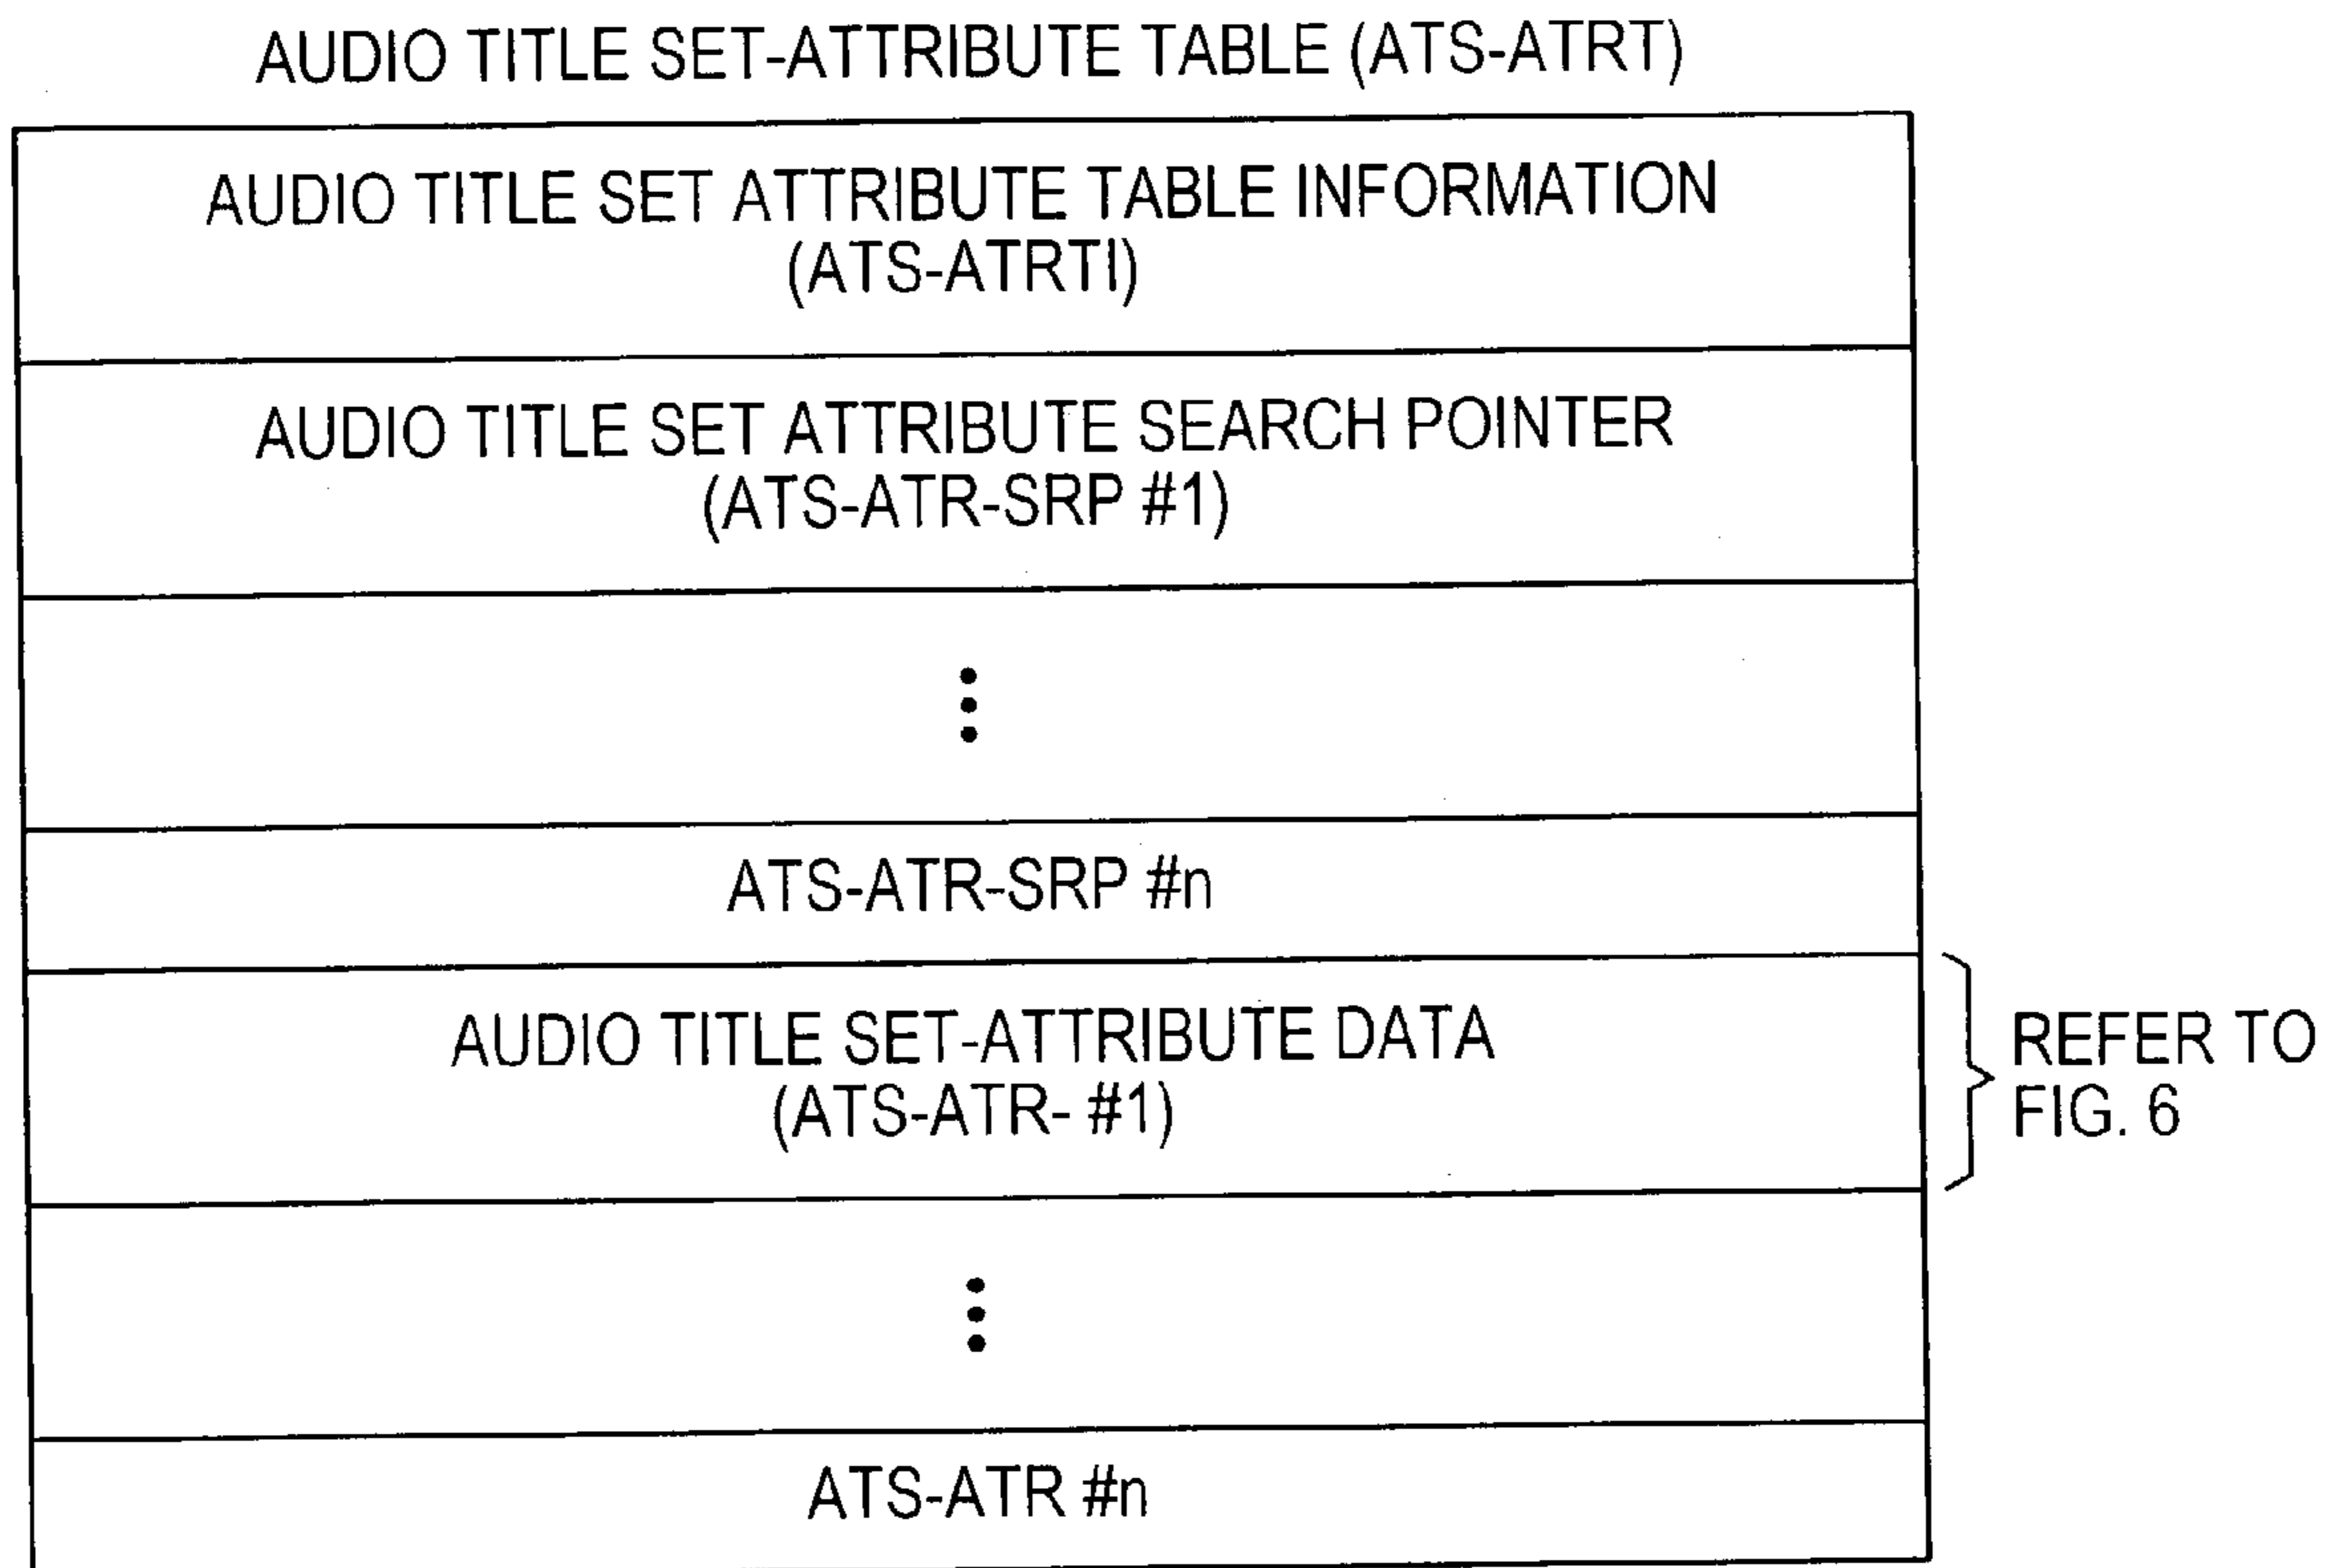 AUDIO TITLE SET-ATTRIBUTE TABLE (ATS-ATRT)
AUDIO TITLE SET ATTRIBUTE TABLE INFORMATION
(ATS-ATRTI)
AUDIO TITLE SET ATTRIBUTE SEARCH POINTER
(ATS-ATR-SRP #1)
ATS-ATR-SRP #n
AUDIO TITLE SET-ATTRIBUTE DATA
(ATS-ATR- #1)
REFER TO
FIG. 6
ATS-ATR #n